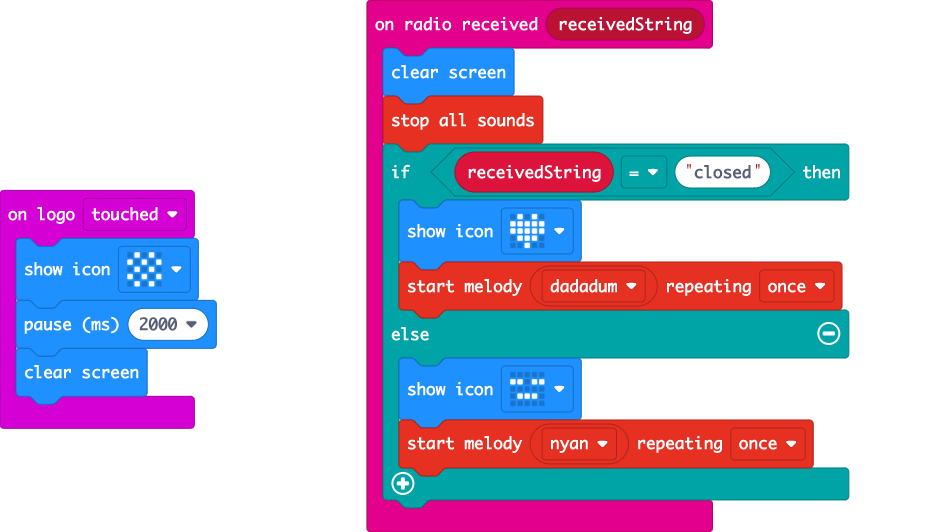 on logo touched
show icon
pause (ms) 2000
clear screen
on radio received receivedString
clear screen
stop all sounds
if receivedString = "closed" then
show icon
start melody dadadum repeating once
else
show icon
start melody nyan repeating once